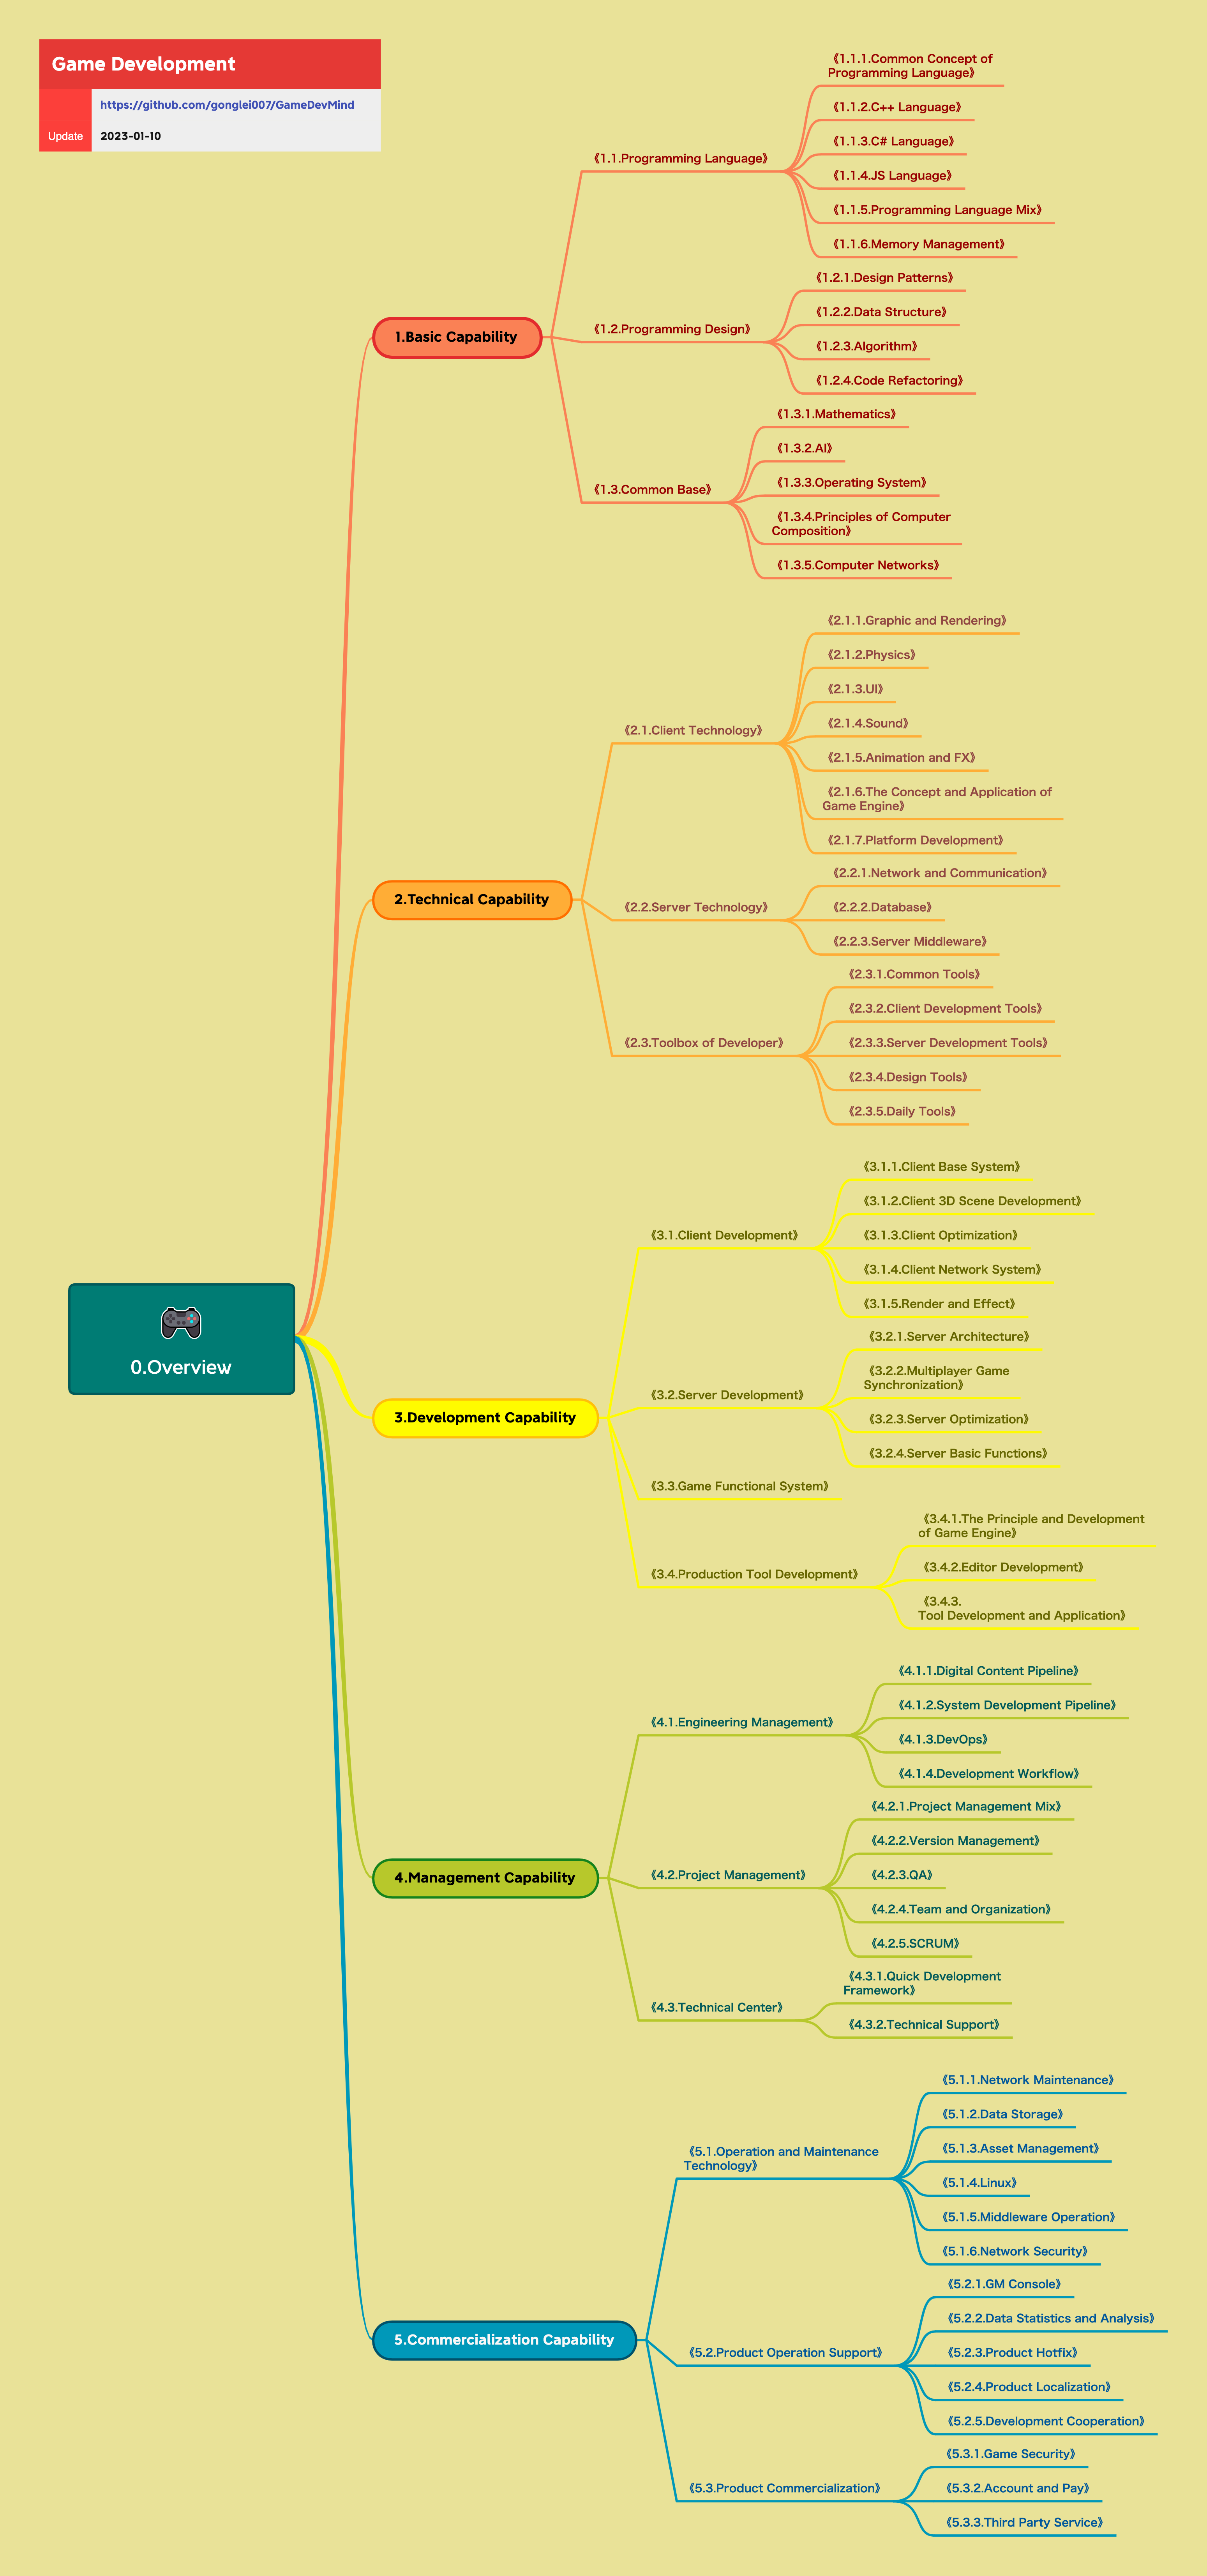 Game Development
https://github.com/gonglei007/GameDevMind
Update
2023-01-10
0.Overview
1.Basic Capability
《1.1.Programming Language》
《1.1.1.Common Concept of
Programming Language》
《1.1.2.C++ Language》
《1.1.3.C# Language》
《1.1.4.JS Language》
《1.1.5.Programming Language Mix》
《1.1.6.Memory Management》
《1.2.Programming Design》
《1.2.1.Design Patterns》
《1.2.2.Data Structure》
《1.2.3.Algorithm》
《1.2.4.Code Refactoring》
《1.3.Common Base》
《1.3.1.Mathematics》
《1.3.2.AI》
《1.3.3.Operating System》
《1.3.4.Principles of Computer
Composition》
《1.3.5.Computer Networks》
2.Technical Capability
《2.1.Client Technology》
《2.1.1.Graphic and Rendering》
《2.1.2.Physics》
《2.1.3.UI》
《2.1.4.Sound》
《2.1.5.Animation and FX》
《2.1.6.The Concept and Application of
Game Engine》
《2.1.7.Platform Development》
《2.2.Server Technology》
《2.2.1.Network and Communication》
《2.2.2.Database》
《2.2.3.Server Middleware》
《2.3.Toolbox of Developer》
《2.3.1.Common Tools》
《2.3.2.Client Development Tools》
《2.3.3.Server Development Tools》
《2.3.4.Design Tools》
《2.3.5.Daily Tools》
3.Development Capability
《3.1.Client Development》
《3.1.1.Client Base System》
《3.1.2.Client 3D Scene Development》
《3.1.3.Client Optimization》
《3.1.4.Client Network System》
《3.1.5.Render and Effect》
《3.2.Server Development》
《3.2.1.Server Architecture》
《3.2.2.Multiplayer Game
Synchronization》
《3.2.3.Server Optimization》
《3.2.4.Server Basic Functions》
《3.3.Game Functional System》
《3.4.Production Tool Development》
《3.4.1.The Principle and Development
of Game Engine》
《3.4.2.Editor Development》
《3.4.3.
Tool Development and Application》
4.Management Capability
《4.1.Engineering Management》
《4.1.1.Digital Content Pipeline》
《4.1.2.System Development Pipeline》
《4.1.3.DevOps》
《4.1.4.Development Workflow》
《4.2.Project Management》
《4.2.1.Project Management Mix》
《4.2.2.Version Management》
《4.2.3.QA》
《4.2.4.Team and Organization》
《4.2.5.SCRUM》
《4.3.Technical Center》
《4.3.1.Quick Development
Framework》
《4.3.2.Technical Support》
5.Commercialization Capability
《5.1.Operation and Maintenance
Technology》
《5.1.1.Network Maintenance》
《5.1.2.Data Storage》
《5.1.3.Asset Management》
《5.1.4.Linux》
《5.1.5.Middleware Operation》
《5.1.6.Network Security》
《5.2.Product Operation Support》
《5.2.1.GM Console》
《5.2.2.Data Statistics and Analysis》
《5.2.3.Product Hotfix》
《5.2.4.Product Localization》
《5.2.5.Development Cooperation》
《5.3.Product Commercialization》
《5.3.1.Game Security》
《5.3.2.Account and Pay》
《5.3.3.Third Party Service》